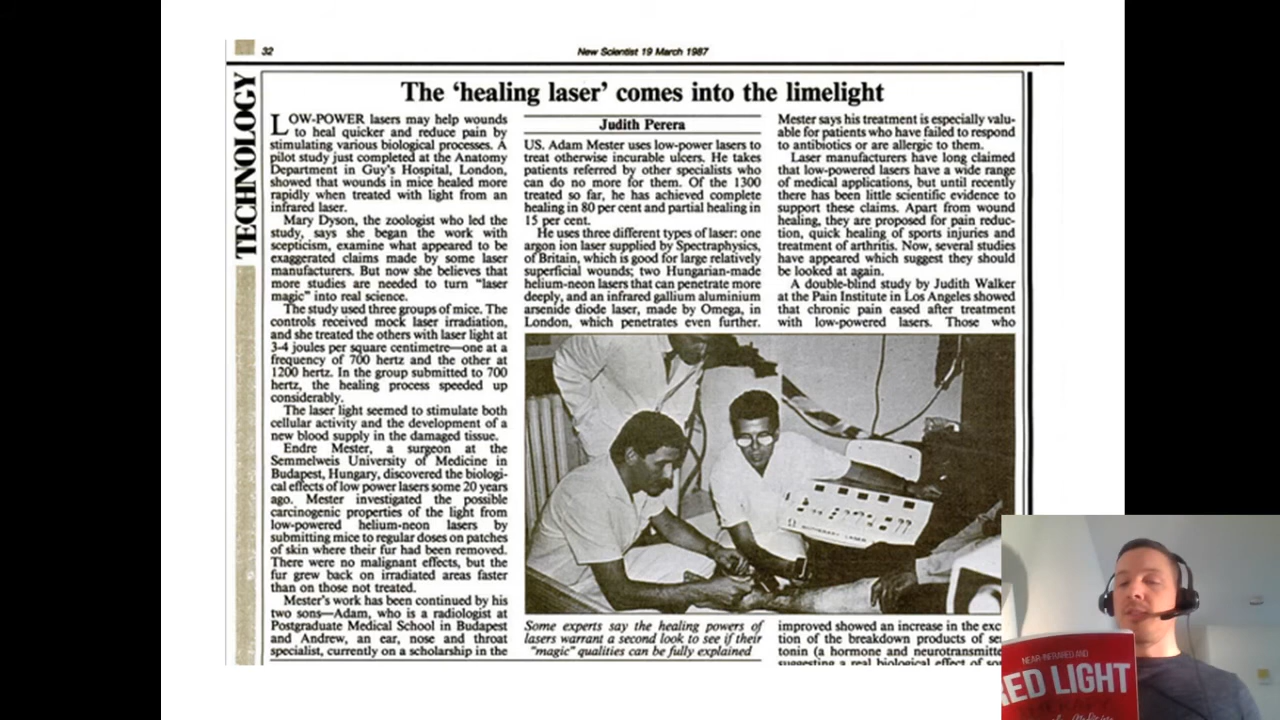 32
New Scientist 19 March 1987
TECHNOLOGY
The ‘healing laser’ comes into the limelight
LOW-POWER lasers may help wounds
to heal quicker and reduce pain by
stimulating various biological processes. A
pilot study just completed at the Anatomy
Department in Guy's Hospital, London,
showed that wounds in mice healed more
rapidly when treated with light from an
infrared laser.
Mary Dyson, the zoologist who led the
study, says she began the work with
scepticism, examine what appeared to be
exaggerated claims made by some laser
manufacturers. But now she believes that
more studies are needed to turn “laser
magic” into real science.
The study used three groups of mice. The
controls received mock laser irradiation,
and she treated the others with laser light at
3-4 joules per square centimetre—one at a
frequency of 700 hertz and the other at
1200 hertz. In the group submitted to 700
hertz, the healing process speeded up
considerably.
The laser light seemed to stimulate both
cellular activity and the development of a
new blood supply in the damaged tissue.
Endre Mester, a surgeon at the
Semmelweis University of Medicine in
Budapest, Hungary, discovered the biologi-
cal effects of low power lasers some 20 years
ago. Mester investigated the possible
carcinogenic properties of the light from
low-powered helium-neon lasers by
submitting mice to regular doses on patches
of skin where their fur had been removed.
There were no malignant effects, but the
fur grew back on irradiated areas faster
than on those not treated.
Mester's work has been continued by his
two sons—Adam, who is a radiologist at
Postgraduate Medical School in Budapest
and Andrew, an ear, nose and throat
specialist, currently on a scholarship in the
Judith Perera
US. Adam Mester uses low-power lasers to
treat otherwise incurable ulcers. He takes
patients referred by other specialists who
can do no more for them. Of the 1300
treated so far, he has achieved complete
healing in 80 per cent and partial healing in
15 per cent.
He uses three different types of laser: one
argon ion laser supplied by Spectraphysics,
of Britain, which is good for large relatively
superficial wounds; two Hungarian-made
helium-neon lasers that can penetrate more
deeply, and an infrared gallium aluminium
arsenide diode laser, made by Omega, in
London, which penetrates even further.
Mester says his treatment is especially valu-
able for patients who have failed to respond
to antibiotics or are allergic to them.
Laser manufacturers have long claimed
that low-powered lasers have a wide range
of medical applications, but until recently
there has been little scientific evidence to
support these claims. Apart from wound
healing, they are proposed for pain reduc-
tion, quick healing of sports injuries and
treatment of arthritis. Now, several studies
have appeared which suggest they should
be looked at again.
A double-blind study by Judith Walker
at the Pain Institute in Los Angeles showed
that chronic pain eased after treatment
with low-powered lasers. Those who
Some experts say the healing powers of
lasers warrant a second look to see if their
“magic” qualities can be fully explained
improved showed an increase in the exc
tion of the breakdown products of se
tonin (a hormone and neurotransmitte
suggesting a real biological effect of
NEAR-INFRARED AND
RED LIGHT